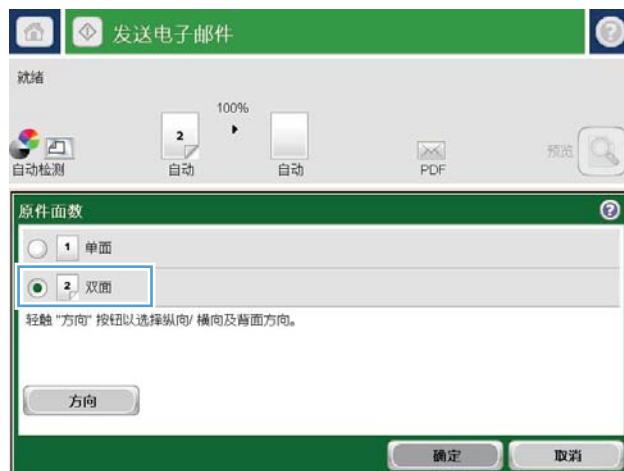 发送电子邮件
就绪
100%
2
自动检测
自动
自动
PDF
预览
原件面数
1 单面
2 双面
轻触 "方向" 按钮以选择纵向/ 横向及背面方向。
方向
确定
取消